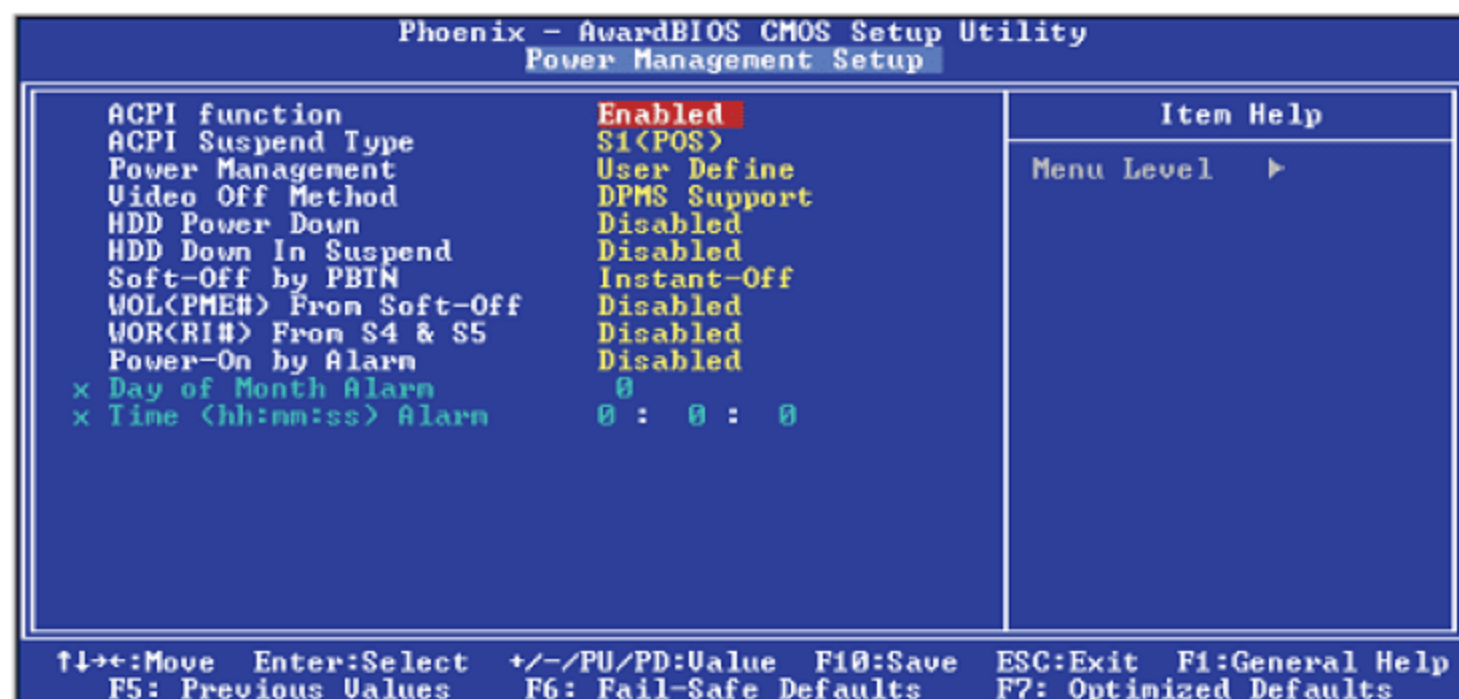 Phoenix - AwardBIOS CMOS Setup Utility
Power Management Setup
ACPI function Enabled
ACPI Suspend Type S1(POS)
Power Management User Define
Video Off Method DPMS Support
HDD Power Down Disabled
HDD Down In Suspend Disabled
Soft-Off by PBTN Instant-Off
WOL(PME#) From Soft-Off Disabled
WOR(RI#) From S4 & S5 Disabled
Power-On by Alarm Disabled
x Day of Month Alarm 0
x Time (hh:mm:ss) Alarm 0 : 0 : 0
Item Help
Menu Level ►
↑↓→←:Move Enter:Select +/-/PU/PD:Value F10:Save ESC:Exit F1:General Help
F5: Previous Values F6: Fail-Safe Defaults F7: Optimized Defaults